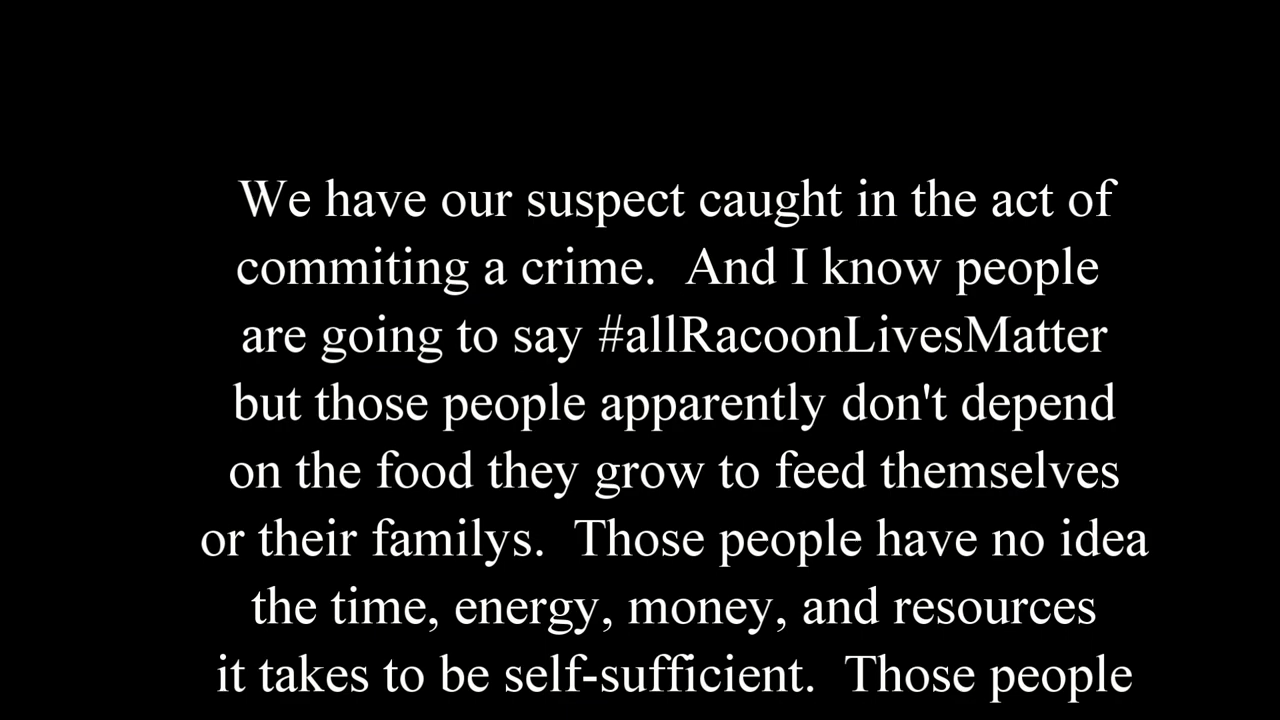 We have our suspect caught in the act of
commiting a crime.  And I know people
are going to say #allRacoonLivesMatter
but those people apparently don't depend
on the food they grow to feed themselves
or their familys.  Those people have no idea
the time, energy, money, and resources
it takes to be self-sufficient.  Those people